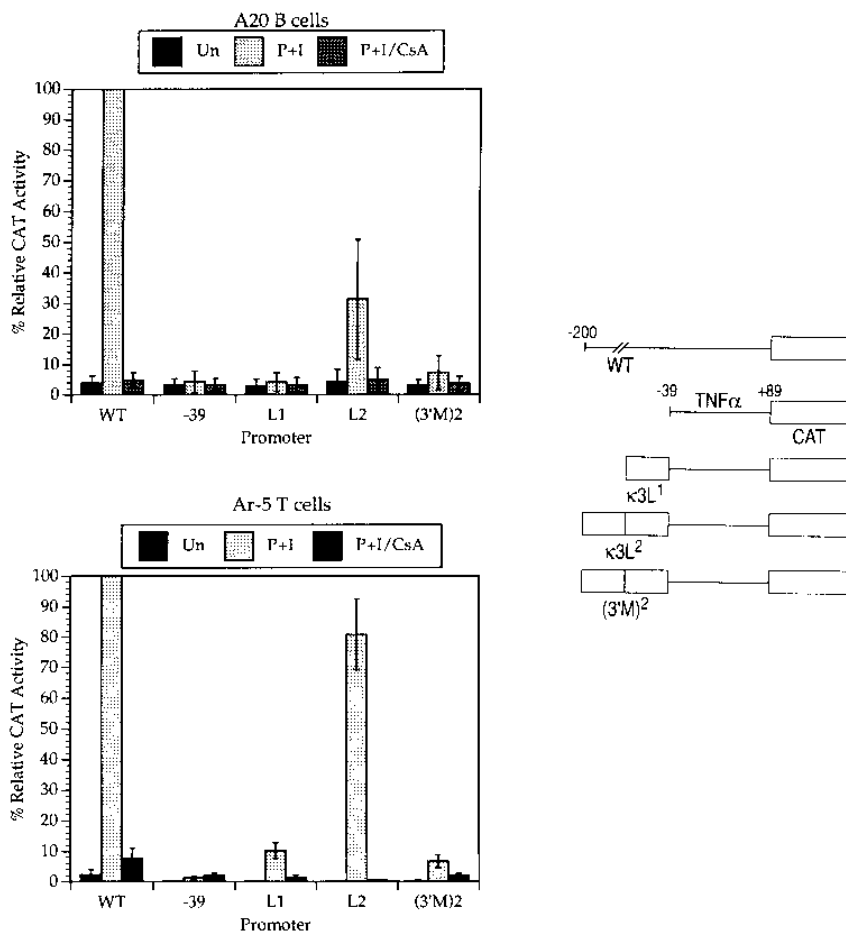 A20 B cells
Un P+I P+I/CsA
% Relative CAT Activity
100
90
80
70
60
50
40
30
20
10
0
WT -39 L1 L2 (3'M)2
Promoter
Ar-5 T cells
Un P+I P+I/CsA
% Relative CAT Activity
100
90
80
70
60
50
40
30
20
10
0
WT -39 L1 L2 (3'M)2
Promoter
-200
WT
-39 TNFα +89
CAT
κ3L¹
κ3L²
(3'M)²